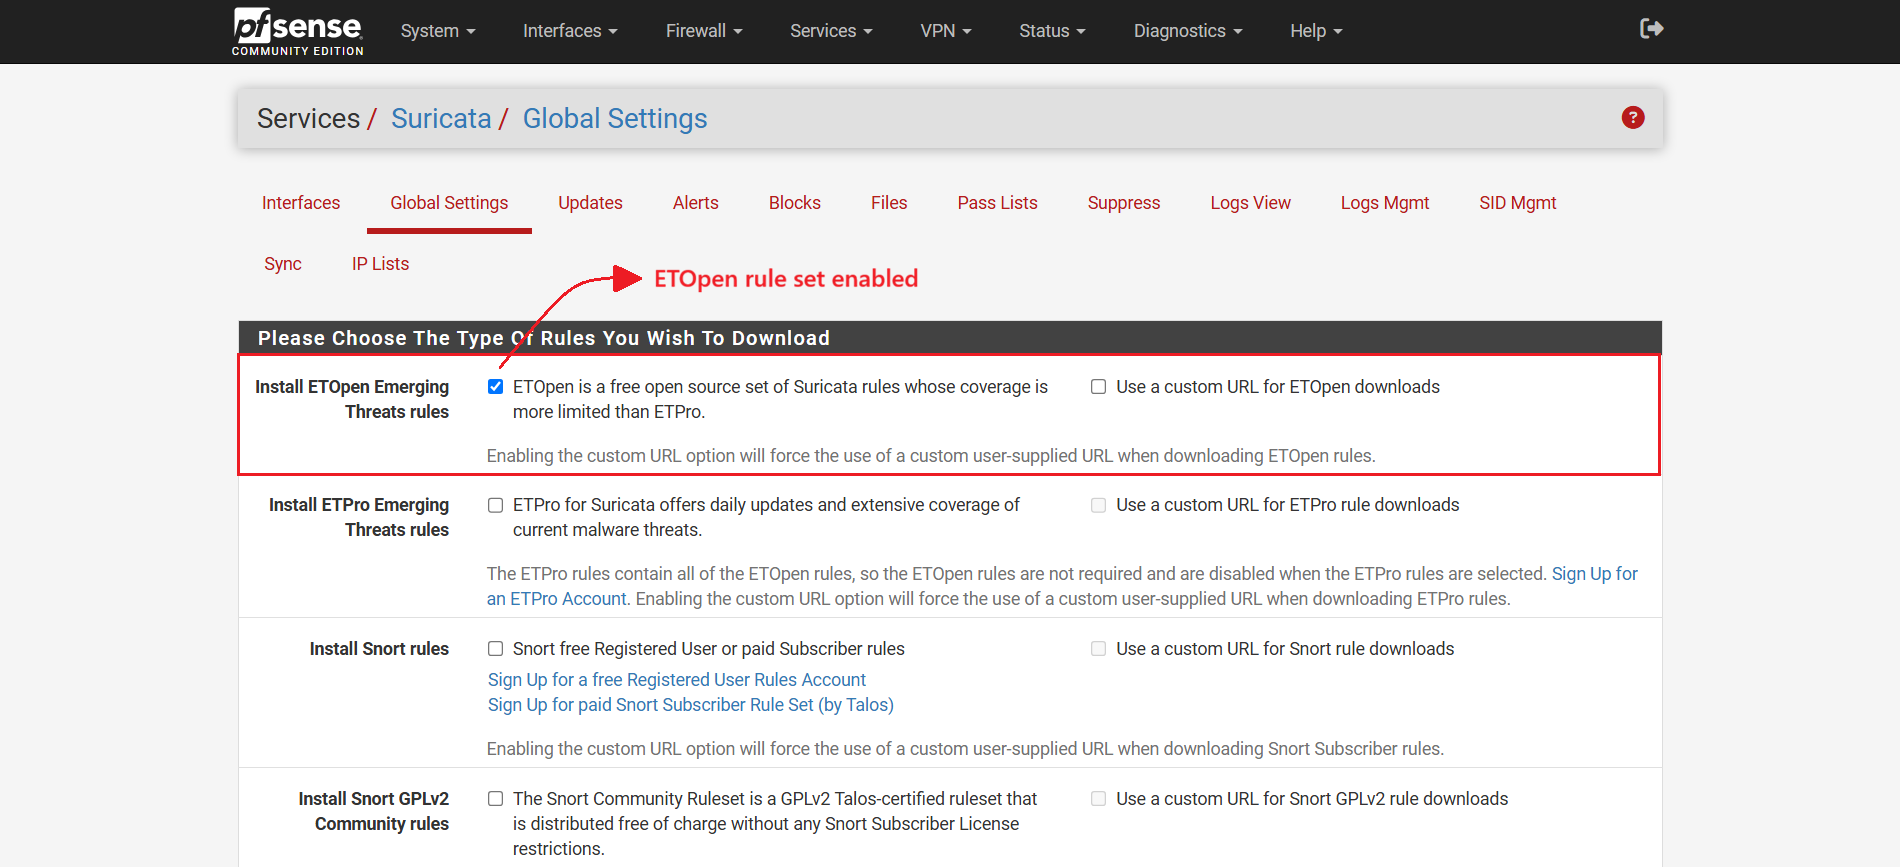 pfsense
COMMUNITY EDITION
System
Interfaces
Firewall
Services
VPN
Status
Diagnostics
Help
Services / Suricata / Global Settings
?
Interfaces
Global Settings
Updates
Alerts
Blocks
Files
Pass Lists
Suppress
Logs View
Logs Mgmt
SID Mgmt
Sync
IP Lists
ETOpen rule set enabled
Please Choose The Type Of Rules You Wish To Download
Install ETOpen Emerging
Threats rules
ETOpen is a free open source set of Suricata rules whose coverage is
more limited than ETPro.
Use a custom URL for ETOpen downloads
Enabling the custom URL option will force the use of a custom user-supplied URL when downloading ETOpen rules.
Install ETPro Emerging
Threats rules
ETPro for Suricata offers daily updates and extensive coverage of
current malware threats.
Use a custom URL for ETPro rule downloads
The ETPro rules contain all of the ETOpen rules, so the ETOpen rules are not required and are disabled when the ETPro rules are selected. Sign Up for
an ETPro Account. Enabling the custom URL option will force the use of a custom user-supplied URL when downloading ETPro rules.
Install Snort rules
Snort free Registered User or paid Subscriber rules
Use a custom URL for Snort rule downloads
Sign Up for a free Registered User Rules Account
Sign Up for paid Snort Subscriber Rule Set (by Talos)
Enabling the custom URL option will force the use of a custom user-supplied URL when downloading Snort Subscriber rules.
Install Snort GPLv2
Community rules
The Snort Community Ruleset is a GPLv2 Talos-certified ruleset that
is distributed free of charge without any Snort Subscriber License
restrictions.
Use a custom URL for Snort GPLv2 rule downloads